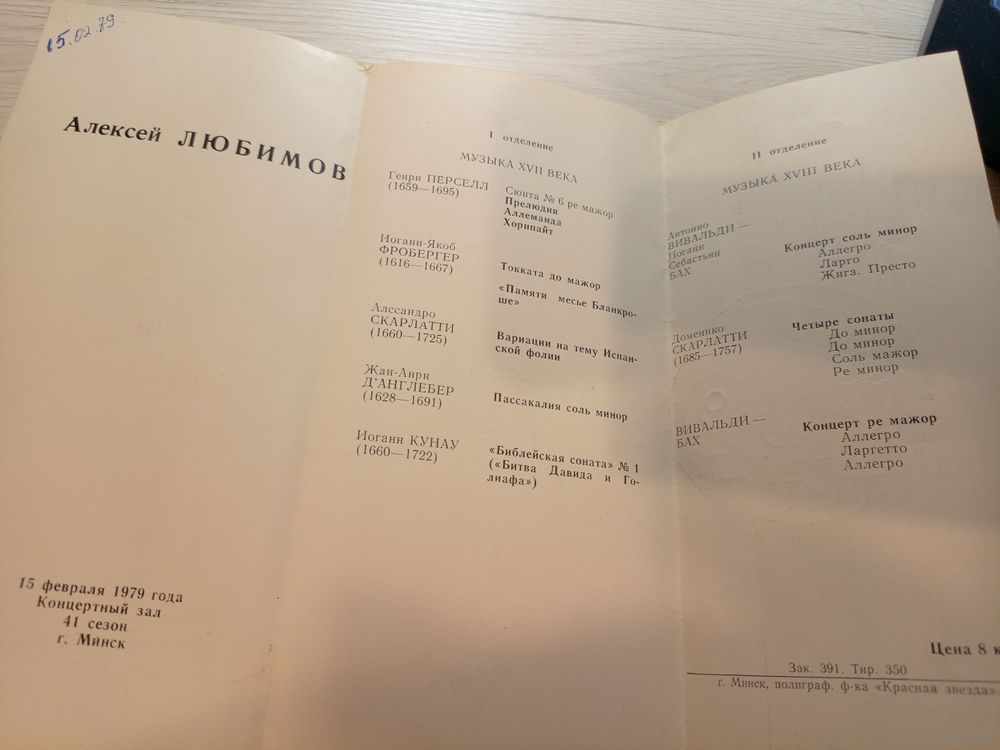 15.02.79.
Алексей ЛЮБИМОВ
15 февраля 1979 года
Концертный зал
41 сезон
г. Минск
I отделение
МУЗЫКА XVII ВЕКА
Генри ПЁРСЕЛЛ
(1659—1695)
Сюита № 6 ре мажор
Прелюдия
Аллеманда
Хорнпайт
Иоганн-Якоб
ФРОБЕРГЕР
(1616—1667)
Токката до мажор
«Памяти месье Бланкро-
ше»
Алссандро
СКАРЛАТТИ
(1660—1725)
Вариации на тему Испан-
ской фолии
Жан-Анри
Д'АНГЛЕБЕР
(1628—1691)
Пассакалия соль минор
Иоганн КУНАУ
(1660—1722)
«Библейская соната» № 1
(«Битва Давида и Го-
лиафа»)
II отделение
МУЗЫКА XVIII ВЕКА
Антонио
ВИВАЛЬДИ —
Иоганн
Себастьян
БАХ
Концерт соль минор
Аллегро
Ларго
Жига. Престо
Доменико
СКАРЛАТТИ
(1685—1757)
Четыре сонаты
До минор
До минор
Соль мажор
Ре минор
ВИВАЛЬДИ —
БАХ
Концерт ре мажор
Аллегро
Ларгетто
Аллегро
Цена 8 к
Зак. 391. Тир. 350
г. Минск, полиграф. ф-ка «Красная звезда».